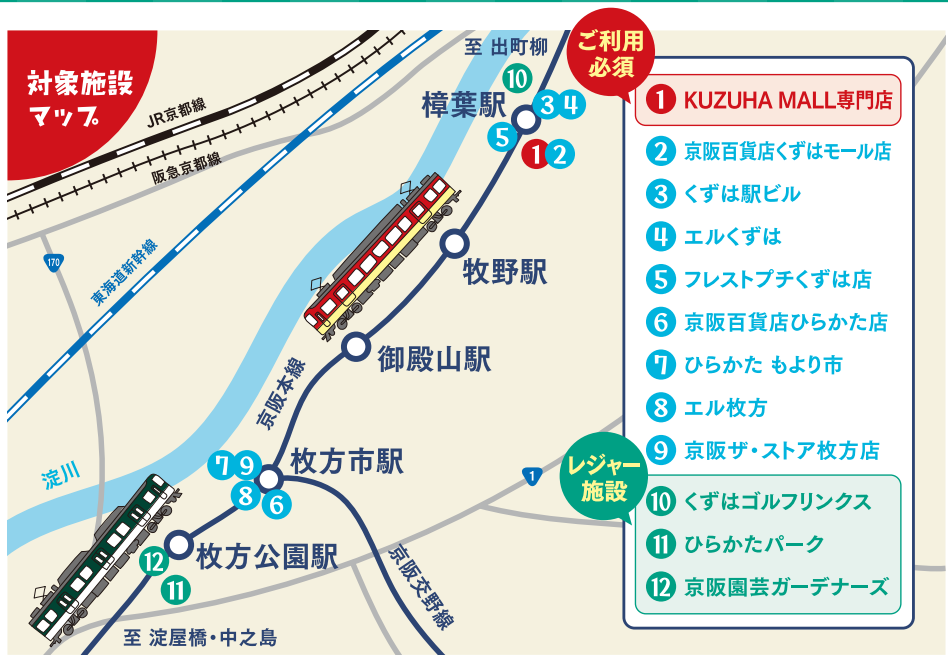 対象施設
マップ
JR京都線
阪急京都線
170
東海道新幹線
淀川
至 出町柳
10
樟葉駅
3 4
5
1 2
牧野駅
御殿山駅
京阪本線
枚方市駅
7 9
8
6
枚方公園駅
12
11
京阪交野線
1
至 淀屋橋・中之島
ご利用
必須
1 KUZUHA MALL専門店
2 京阪百貨店くずはモール店
3 くずは駅ビル
4 エルくずは
5 フレストプチくずは店
6 京阪百貨店ひらかた店
7 ひらかた もより市
8 エル枚方
9 京阪ザ・ストア枚方店
レジャー
施設
10 くずはゴルフリンクス
11 ひらかたパーク
12 京阪園芸ガーデナーズ